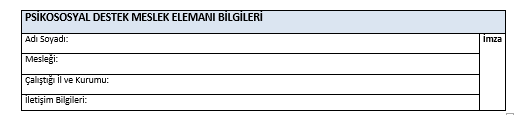 PSİKOSOSYAL DESTEK MESLEK ELEMANI BİLGİLERİ
Adı Soyadı:
İmza
Mesleği:
Çalıştığı İl ve Kurumu:
İletişim Bilgileri: